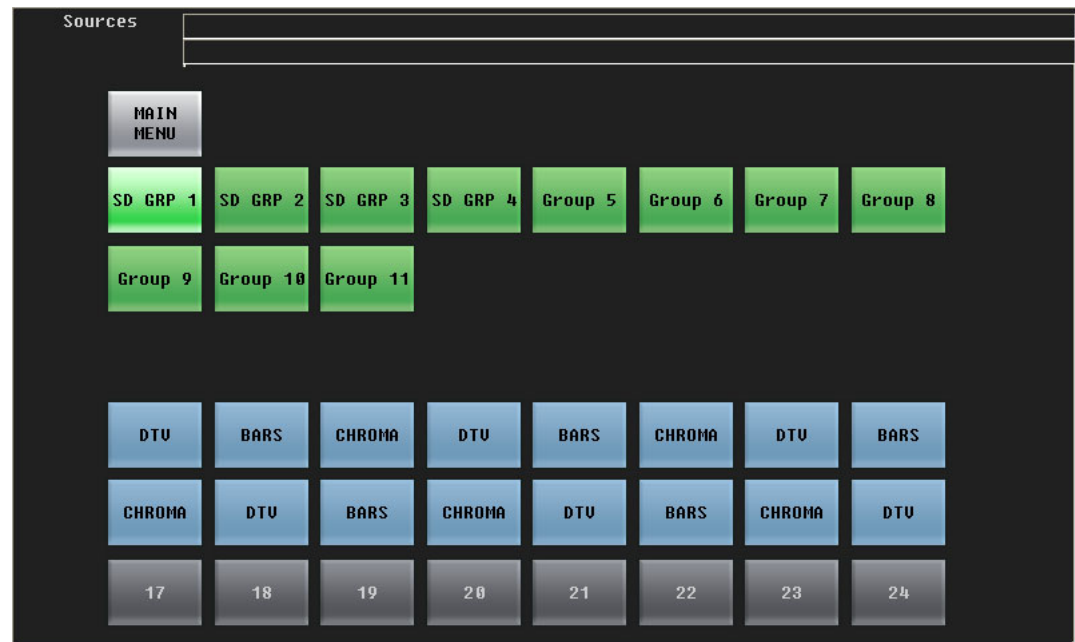 Sources
MAIN
MENU
SD GRP 1 SD GRP 2 SD GRP 3 SD GRP 4 Group 5 Group 6 Group 7 Group 8
Group 9 Group 10 Group 11
DTV BARS CHROMA DTV BARS CHROMA DTV BARS
CHROMA DTV BARS CHROMA DTV BARS CHROMA DTV
17 18 19 20 21 22 23 24